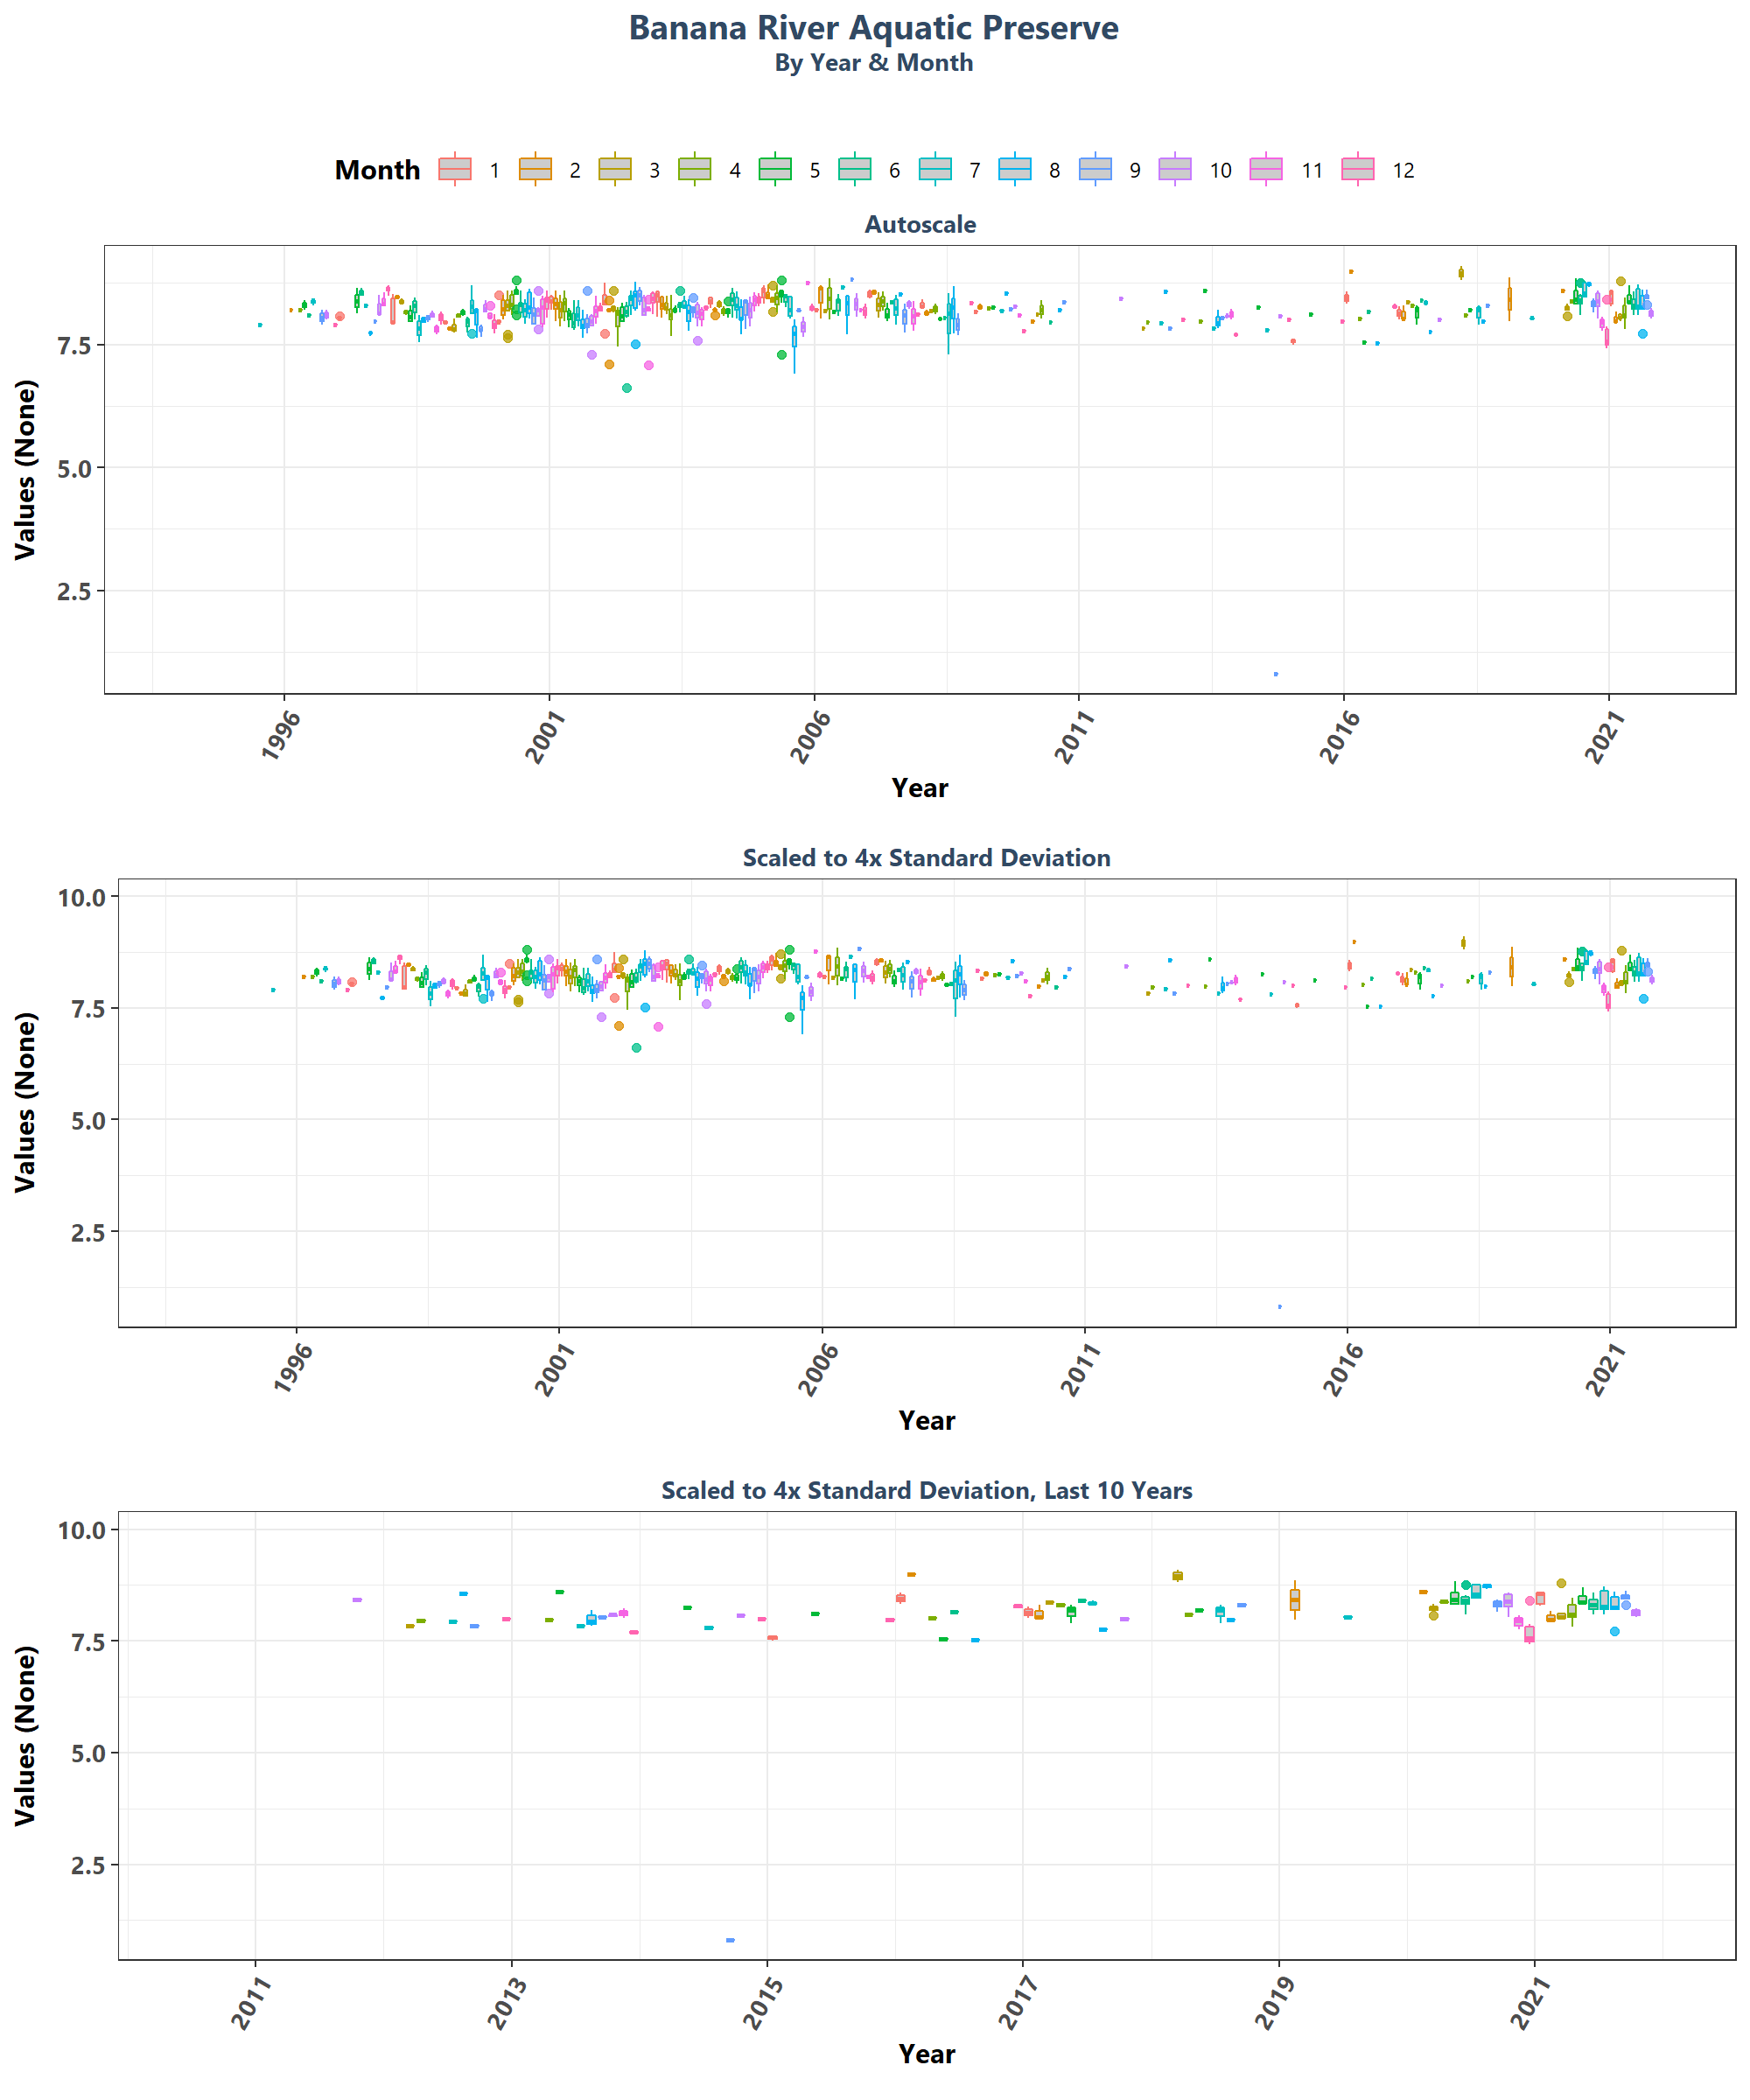 Banana River Aquatic Preserve
By Year & Month
Month 1 2 3 4 5 6 7 8 9 10 11 12
Autoscale
Values (None)
7.5
5.0
2.5
1996 2001 2006 2011 2016 2021
Year
Scaled to 4x Standard Deviation
Values (None)
10.0
7.5
5.0
2.5
1996 2001 2006 2011 2016 2021
Year
Scaled to 4x Standard Deviation, Last 10 Years
Values (None)
10.0
7.5
5.0
2.5
2011 2013 2015 2017 2019 2021
Year